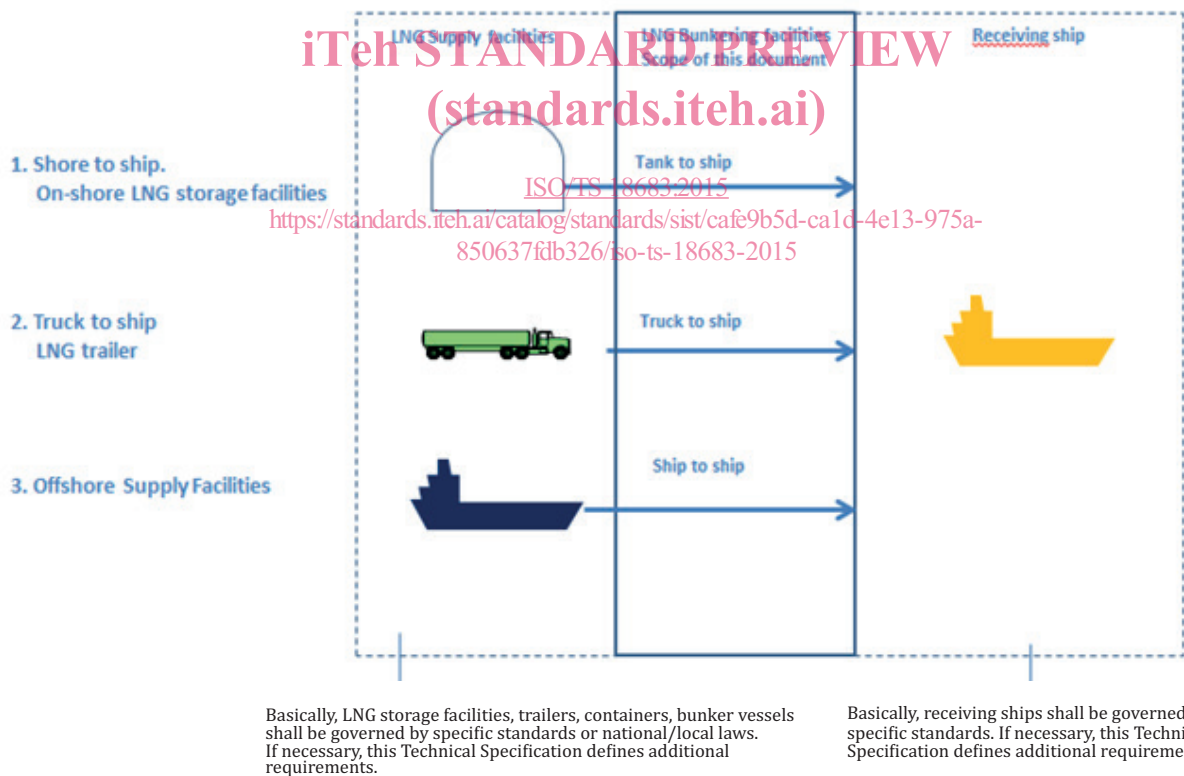 LNG Supply facilities
LNG Bunkering facilities
Scope of this document
Receiving ship
iTeh STANDARD PREVIEW
(standards.iteh.ai)
1. Shore to ship.
On-shore LNG storage facilities
Tank to ship
ISO/TS 18683:2015
https://standards.iteh.ai/catalog/standards/sist/cafe9b5d-ca1d-4e13-975a-
850637fdb326/iso-ts-18683-2015
2. Truck to ship
LNG trailer
Truck to ship
3. Offshore Supply Facilities
Ship to ship
Basically, LNG storage facilities, trailers, containers, bunker vessels
shall be governed by specific standards or national/local laws.
If necessary, this Technical Specification defines additional
requirements.
Basically, receiving ships shall be governed
specific standards. If necessary, this Techni
Specification defines additional requireme